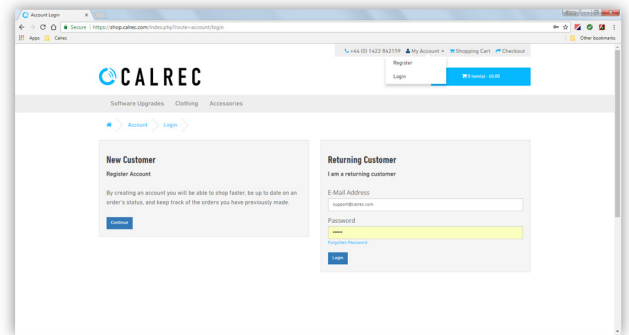 Account Login
Secure | https://shop.calrec.com/index.php?route=account/login
Apps Calrec Other bookmarks
+44 (0) 1422 842159 My Account Shopping Cart Checkout
Register
Login
CALREC
0 item(s) - £0.00
Software Upgrades Clothing Accessories
Account Login
New Customer
Register Account
By creating an account you will be able to shop faster, be up to date on an
order's status, and keep track of the orders you have previously made.
Continue
Returning Customer
I am a returning customer
E-Mail Address
support@calrec.com
Password
•••••
Forgotten Password
Login